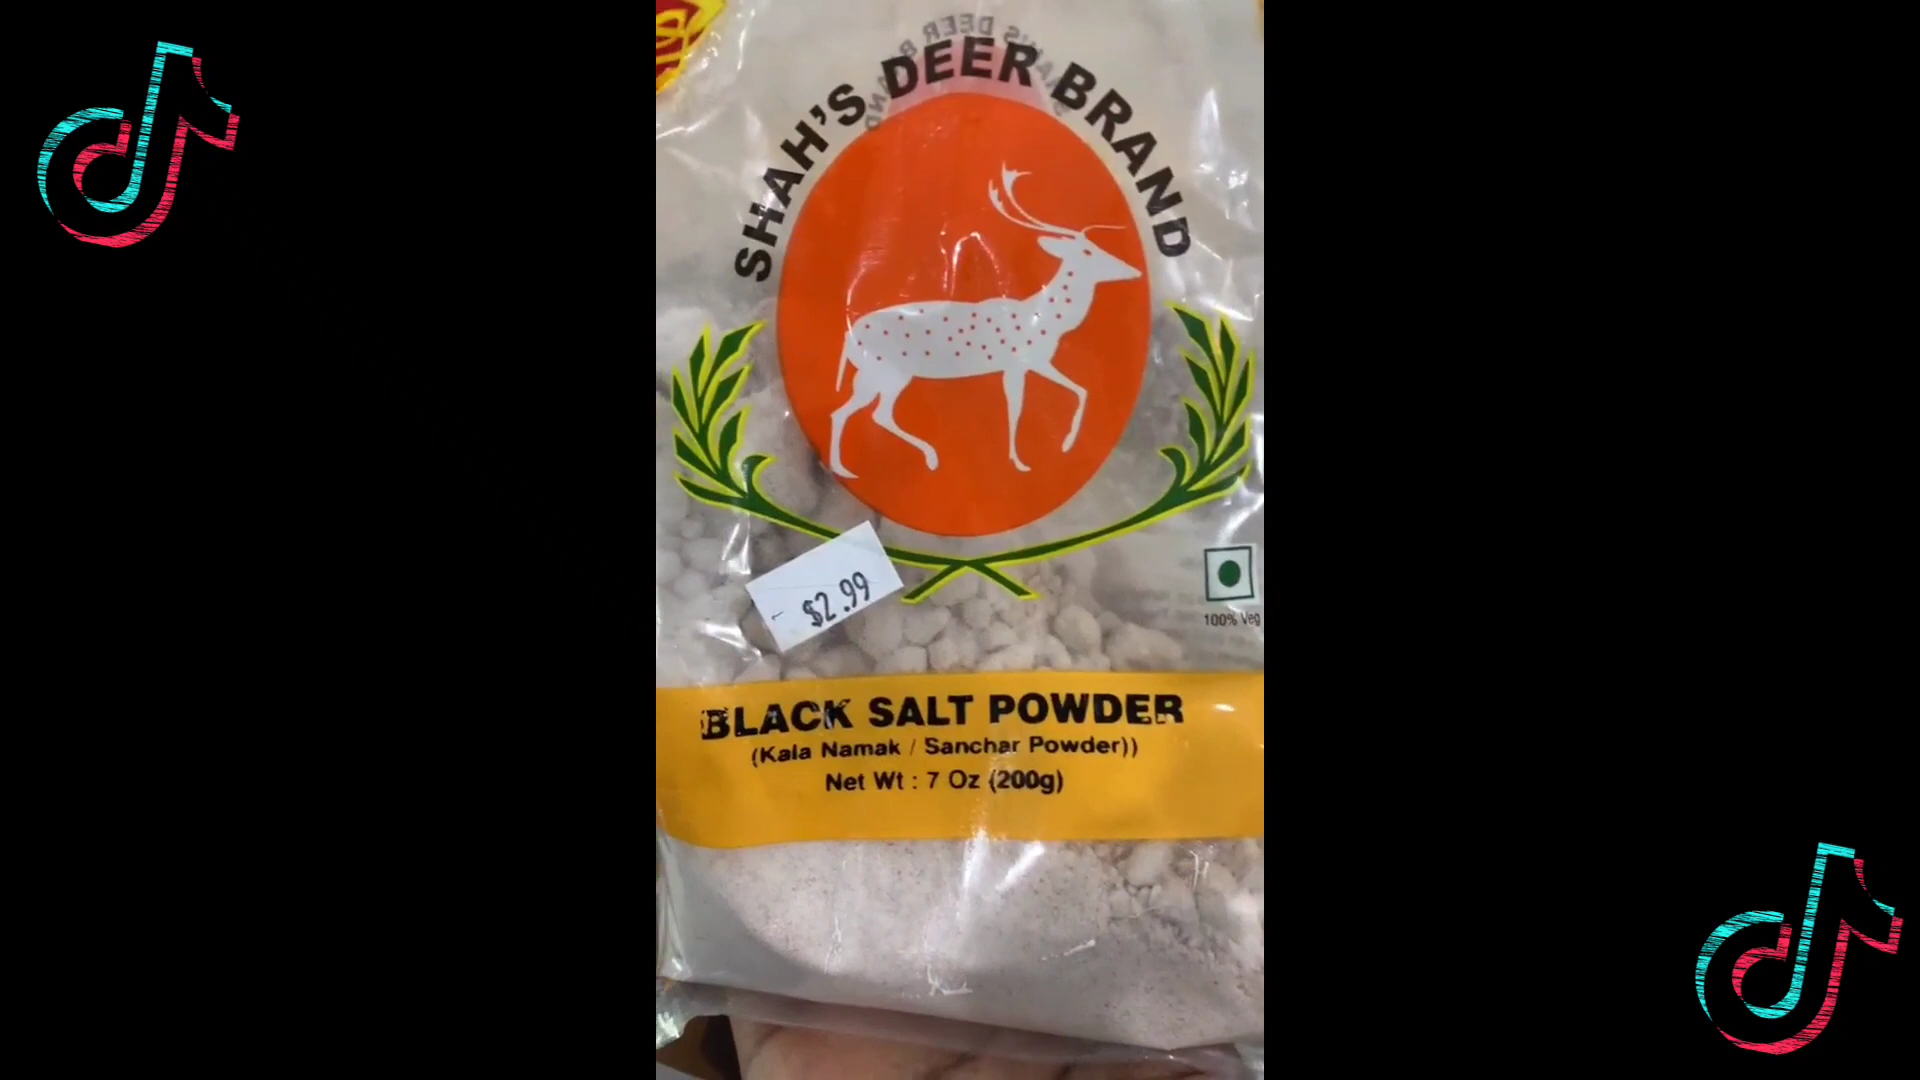 SHAH'S DEER BRAND
$2.99
100% Veg
BLACK SALT POWDER
(Kala Namak / Sanchar Powder))
Net Wt : 7 Oz (200g)